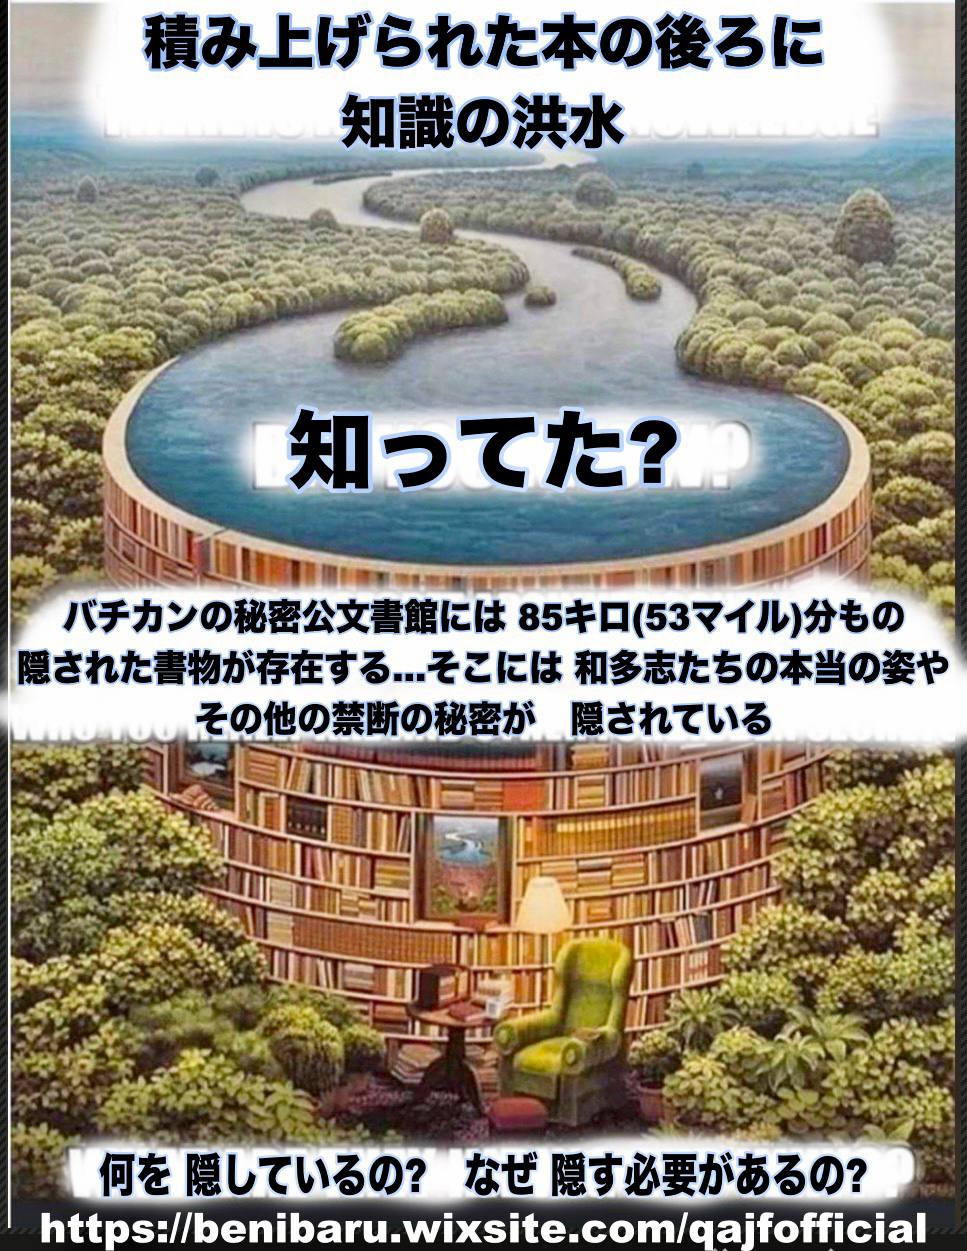 積み上げられた本の後ろに
知識の洪水
知ってた?
バチカンの秘密公文書館には 85キロ(53マイル)分もの
隠された書物が存在する...そこには 和多志たちの本当の姿や
その他の禁断の秘密が　隠されている
何を 隠しているの?　なぜ 隠す必要があるの?
https://benibaru.wixsite.com/qajfofficial